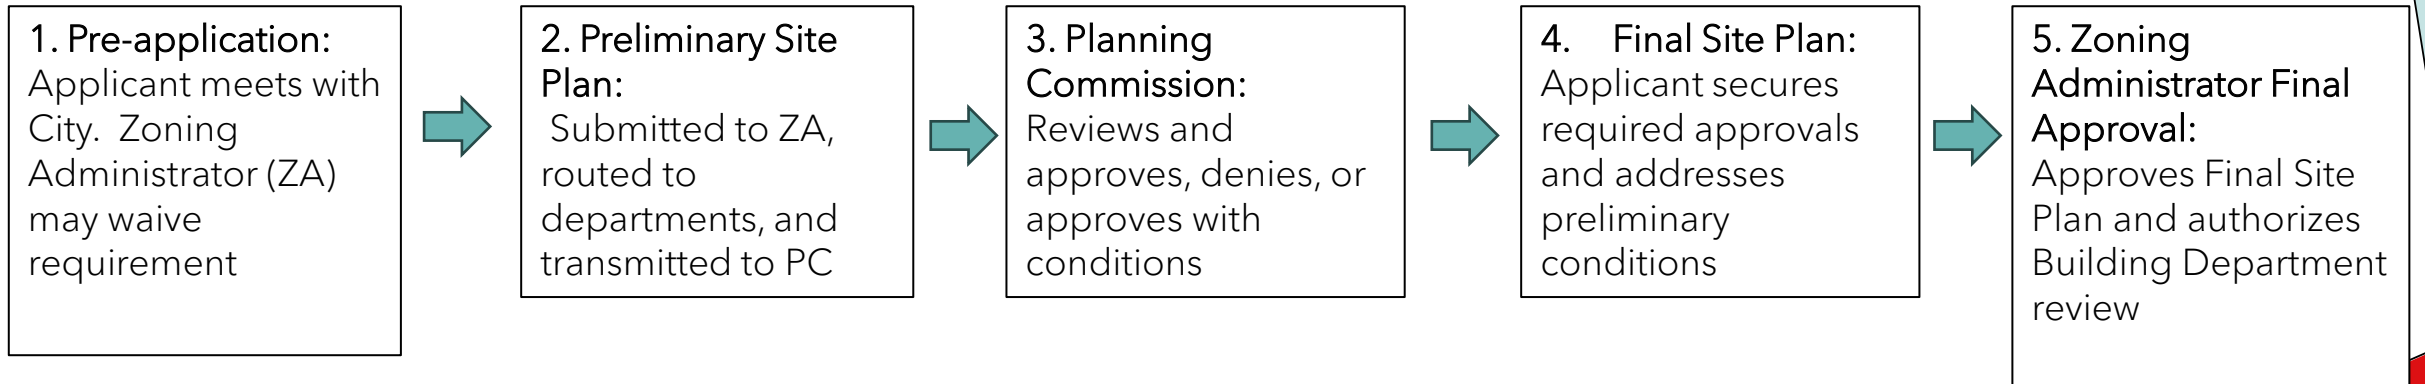 1. Pre-application:
Applicant meets with
City.  Zoning
Administrator (ZA)
may waive
requirement
2. Preliminary Site
Plan:
Submitted to ZA,
routed to
departments, and
transmitted to PC
3. Planning
Commission:
Reviews and
approves, denies, or
approves with
conditions
4.    Final Site Plan:
Applicant secures
required approvals
and addresses
preliminary
conditions
5. Zoning
Administrator Final
Approval:
Approves Final Site
Plan and authorizes
Building Department
review